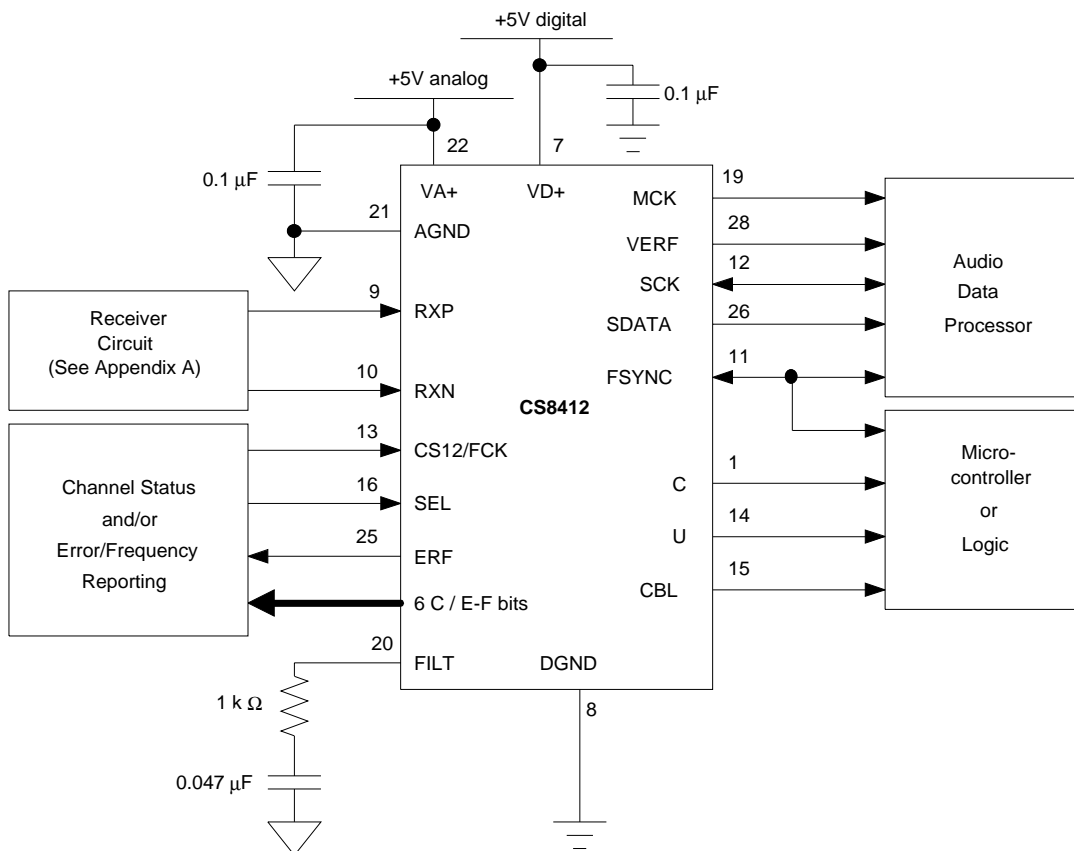 +5V digital
+5V analog
0.1 µF
22
7
0.1 µF
VA+
VD+
21
AGND
19
MCK
28
VERF
12
SCK
26
SDATA
11
FSYNC
Audio
Data
Processor
Receiver
Circuit
(See Appendix A)
9
RXP
10
RXN
CS8412
Channel Status
and/or
Error/Frequency
Reporting
13
CS12/FCK
16
SEL
25
ERF
6 C / E-F bits
1
C
14
U
15
CBL
Micro-
controller
or
Logic
20
FILT
DGND
8
1 k Ω
0.047 µF